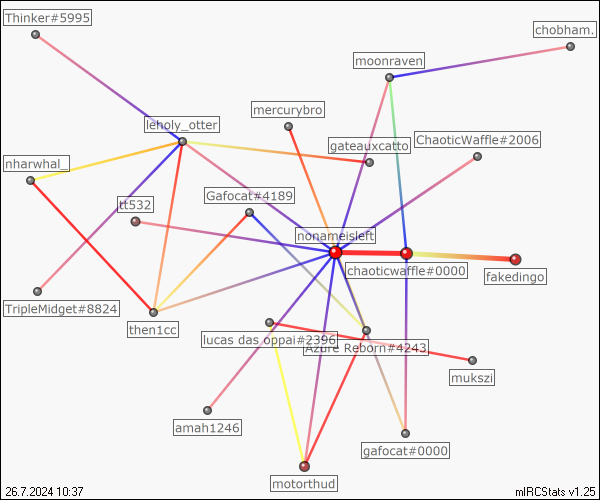 Thinker#5995
chobham.
moonraven
mercurybro
leholy_otter
ChaoticWaffle#2006
gateauxcatto
nharwhal_
Gafocat#4189
tt532
nonameisleft
chaoticwaffle#0000
fakedingo
TripleMidget#8824
then1cc
lucas das oppai#2396
Azure Reborn#4243
mukszi
amah1246
gafocat#0000
motorthud
26.7.2024 10:37
mIRCStats v1.25